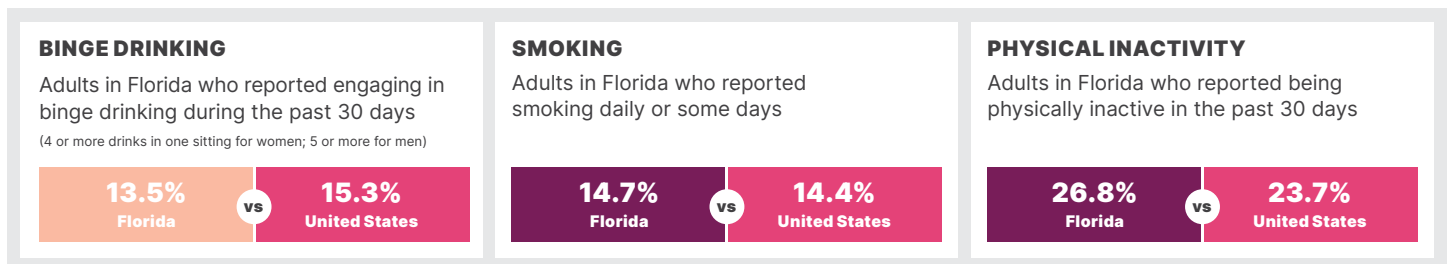 BINGE DRINKING
Adults in Florida who reported engaging in
binge drinking during the past 30 days
(4 or more drinks in one sitting for women; 5 or more for men)
13.5%
Florida
vs
15.3%
United States
SMOKING
Adults in Florida who reported
smoking daily or some days
14.7%
Florida
vs
14.4%
United States
PHYSICAL INACTIVITY
Adults in Florida who reported being
physically inactive in the past 30 days
26.8%
Florida
vs
23.7%
United States